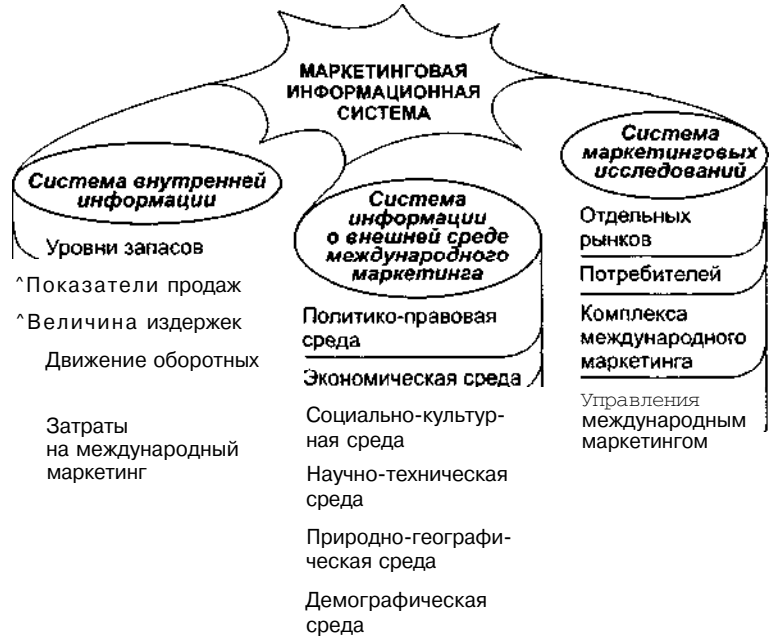 МАРКЕТИНГОВАЯ
ИНФОРМАЦИОННАЯ
СИСТЕМА
Система внутренней
информации
Уровни запасов
^Показатели продаж
^Величина издержек
Движение оборотных
Затраты
на международный
маркетинг
Система
информации
о внешней среде
международного
маркетинга
Политико-правовая
среда
Экономическая среда
Социально-культур-
ная среда
Научно-техническая
среда
Природно-географи-
ческая среда
Демографическая
среда
Система
маркетинговых
исследований
Отдельных
рынков
Потребителей
Комплекса
международного
маркетинга
Управления
международным
маркетингом